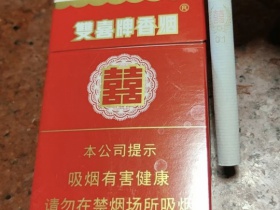 雙喜牌香烟®
囍
本公司提示
吸烟有害健康
请勿在禁烟场所吸烟